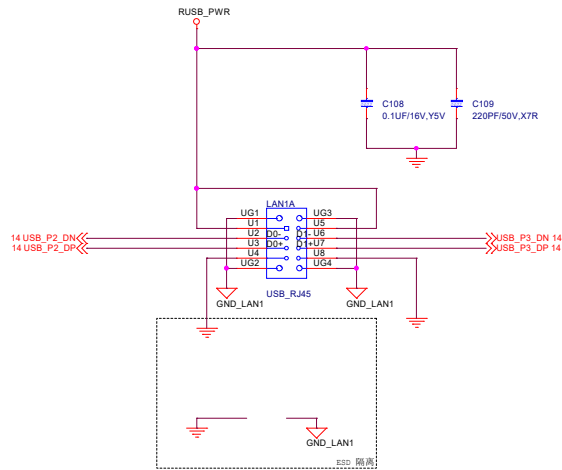 RUSB_PWR
C108
0.1UF/16V,Y5V
C109
220PF/50V,X7R
LAN1A
UG1
UG3
U1
U5
14 USB_P2_DN
U2
D0-
D1-
U6
USB_P3_DN 14
14 USB_P2_DP
U3
D0+
D1+
U7
USB_P3_DP 14
U4
U8
UG2
UG4
USB_RJ45
GND_LAN1
GND_LAN1
GND_LAN1
ESD 隔离